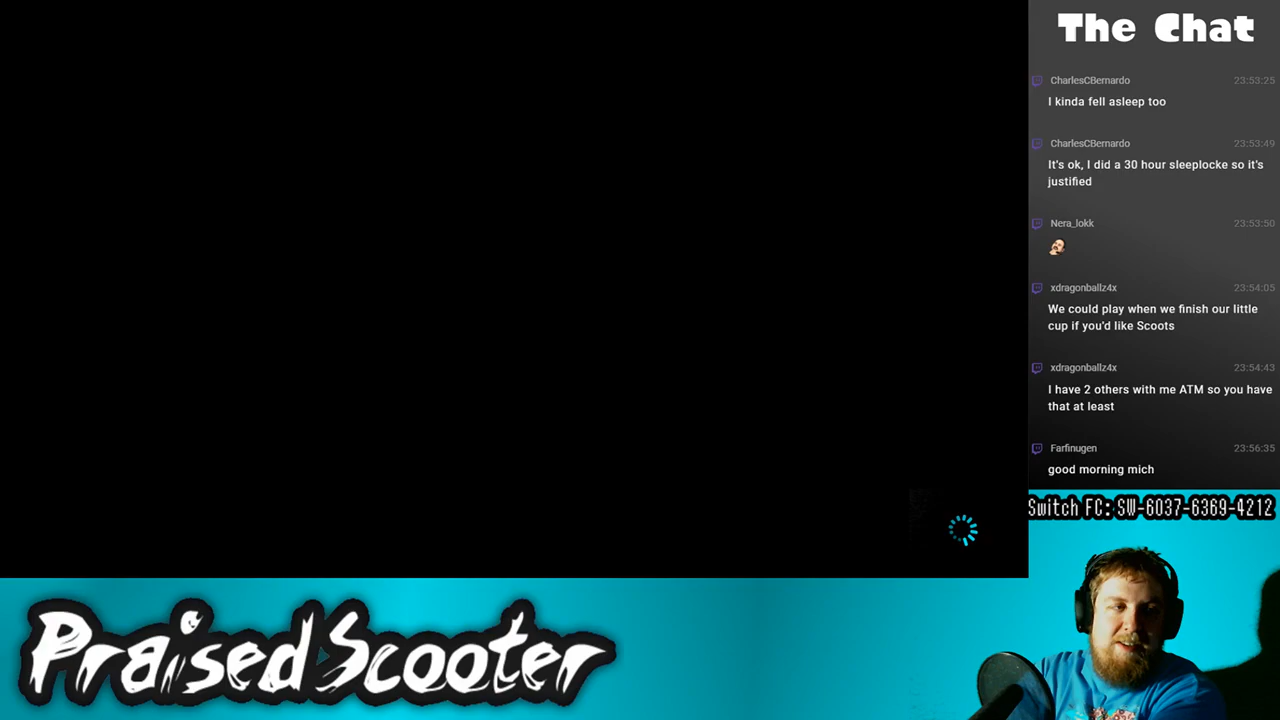 The Chat
CharlesCBernardo 23:53:25
I kinda fell asleep too
CharlesCBernardo 23:53:49
It's ok, I did a 30 hour sleeplocke so it's
justified
Nera_lokk 23:53:50
xdragonballz4x 23:54:05
We could play when we finish our little
cup if you'd like Scoots
xdragonballz4x 23:54:43
I have 2 others with me ATM so you have
that at least
Farfinugen 23:56:35
good morning mich
Switch FC: SW-6037-6369-4212
PraisedScooter